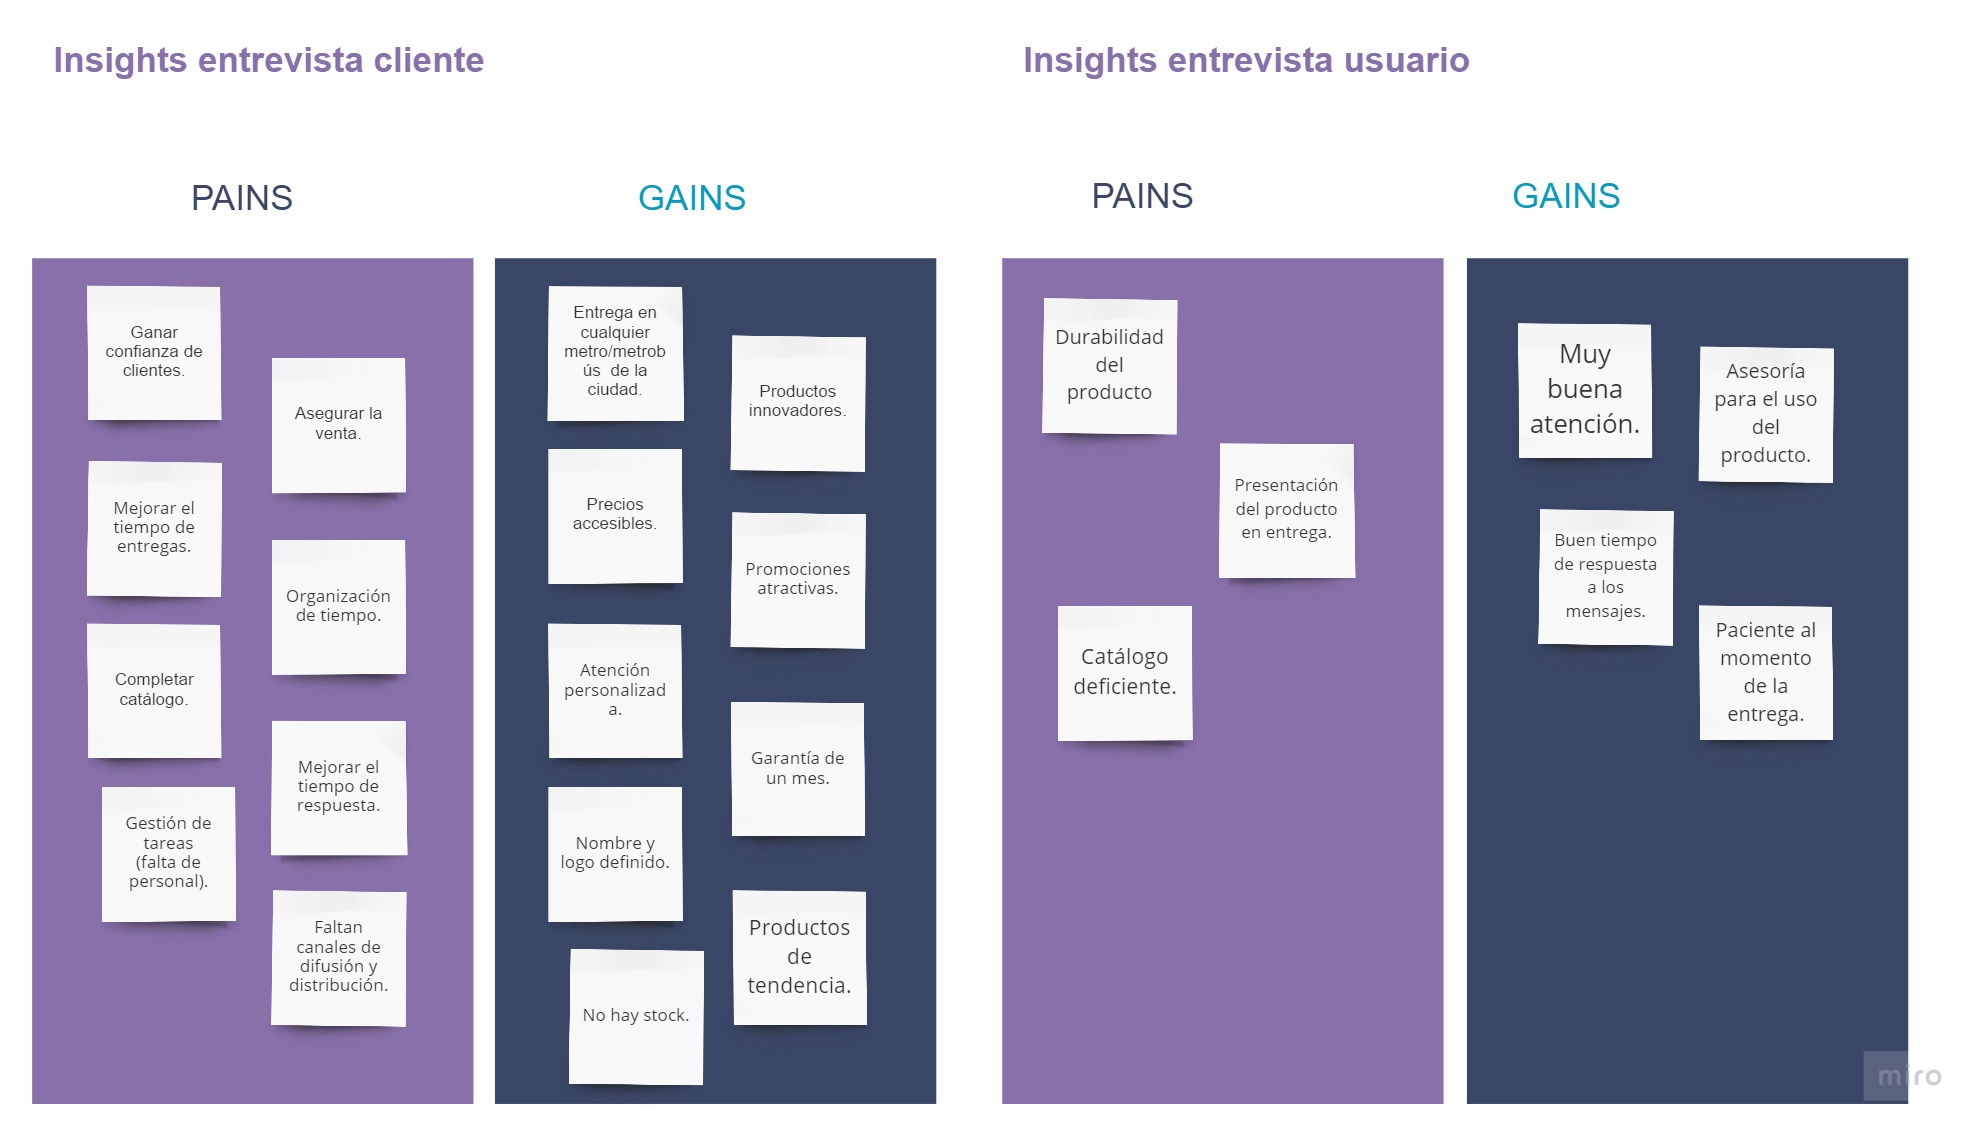 Insights entrevista cliente
PAINS
Ganar
confianza de
clientes.
Asegurar la
venta.
Mejorar el
tiempo de
entregas.
Organización
de tiempo.
Completar
catálogo.
Mejorar el
tiempo de
respuesta.
Gestión de
tareas
(falta de
personal).
Faltan
canales de
difusión y
distribución.
GAINS
Entrega en
cualquier
metro/metrob
ús de la
ciudad.
Productos
innovadores.
Precios
accesibles.
Promociones
atractivas.
Atención
personalizad
a.
Garantía de
un mes.
Nombre y
logo definido.
Productos
de
tendencia.
No hay stock.
Insights entrevista usuario
PAINS
Durabilidad
del
producto
Presentación
del producto
en entrega.
Catálogo
deficiente.
GAINS
Muy
buena
atención.
Asesoría
para el uso
del
producto.
Buen tiempo
de respuesta
a los
mensajes.
Paciente al
momento
de la
entrega.
miro